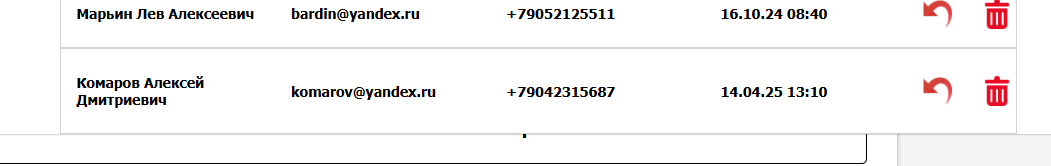 Марьин Лев Алексеевич bardin@yandex.ru +79052125511 16.10.24 08:40
Комаров Алексей
Дмитриевич
komarov@yandex.ru +79042315687 14.04.25 13:10